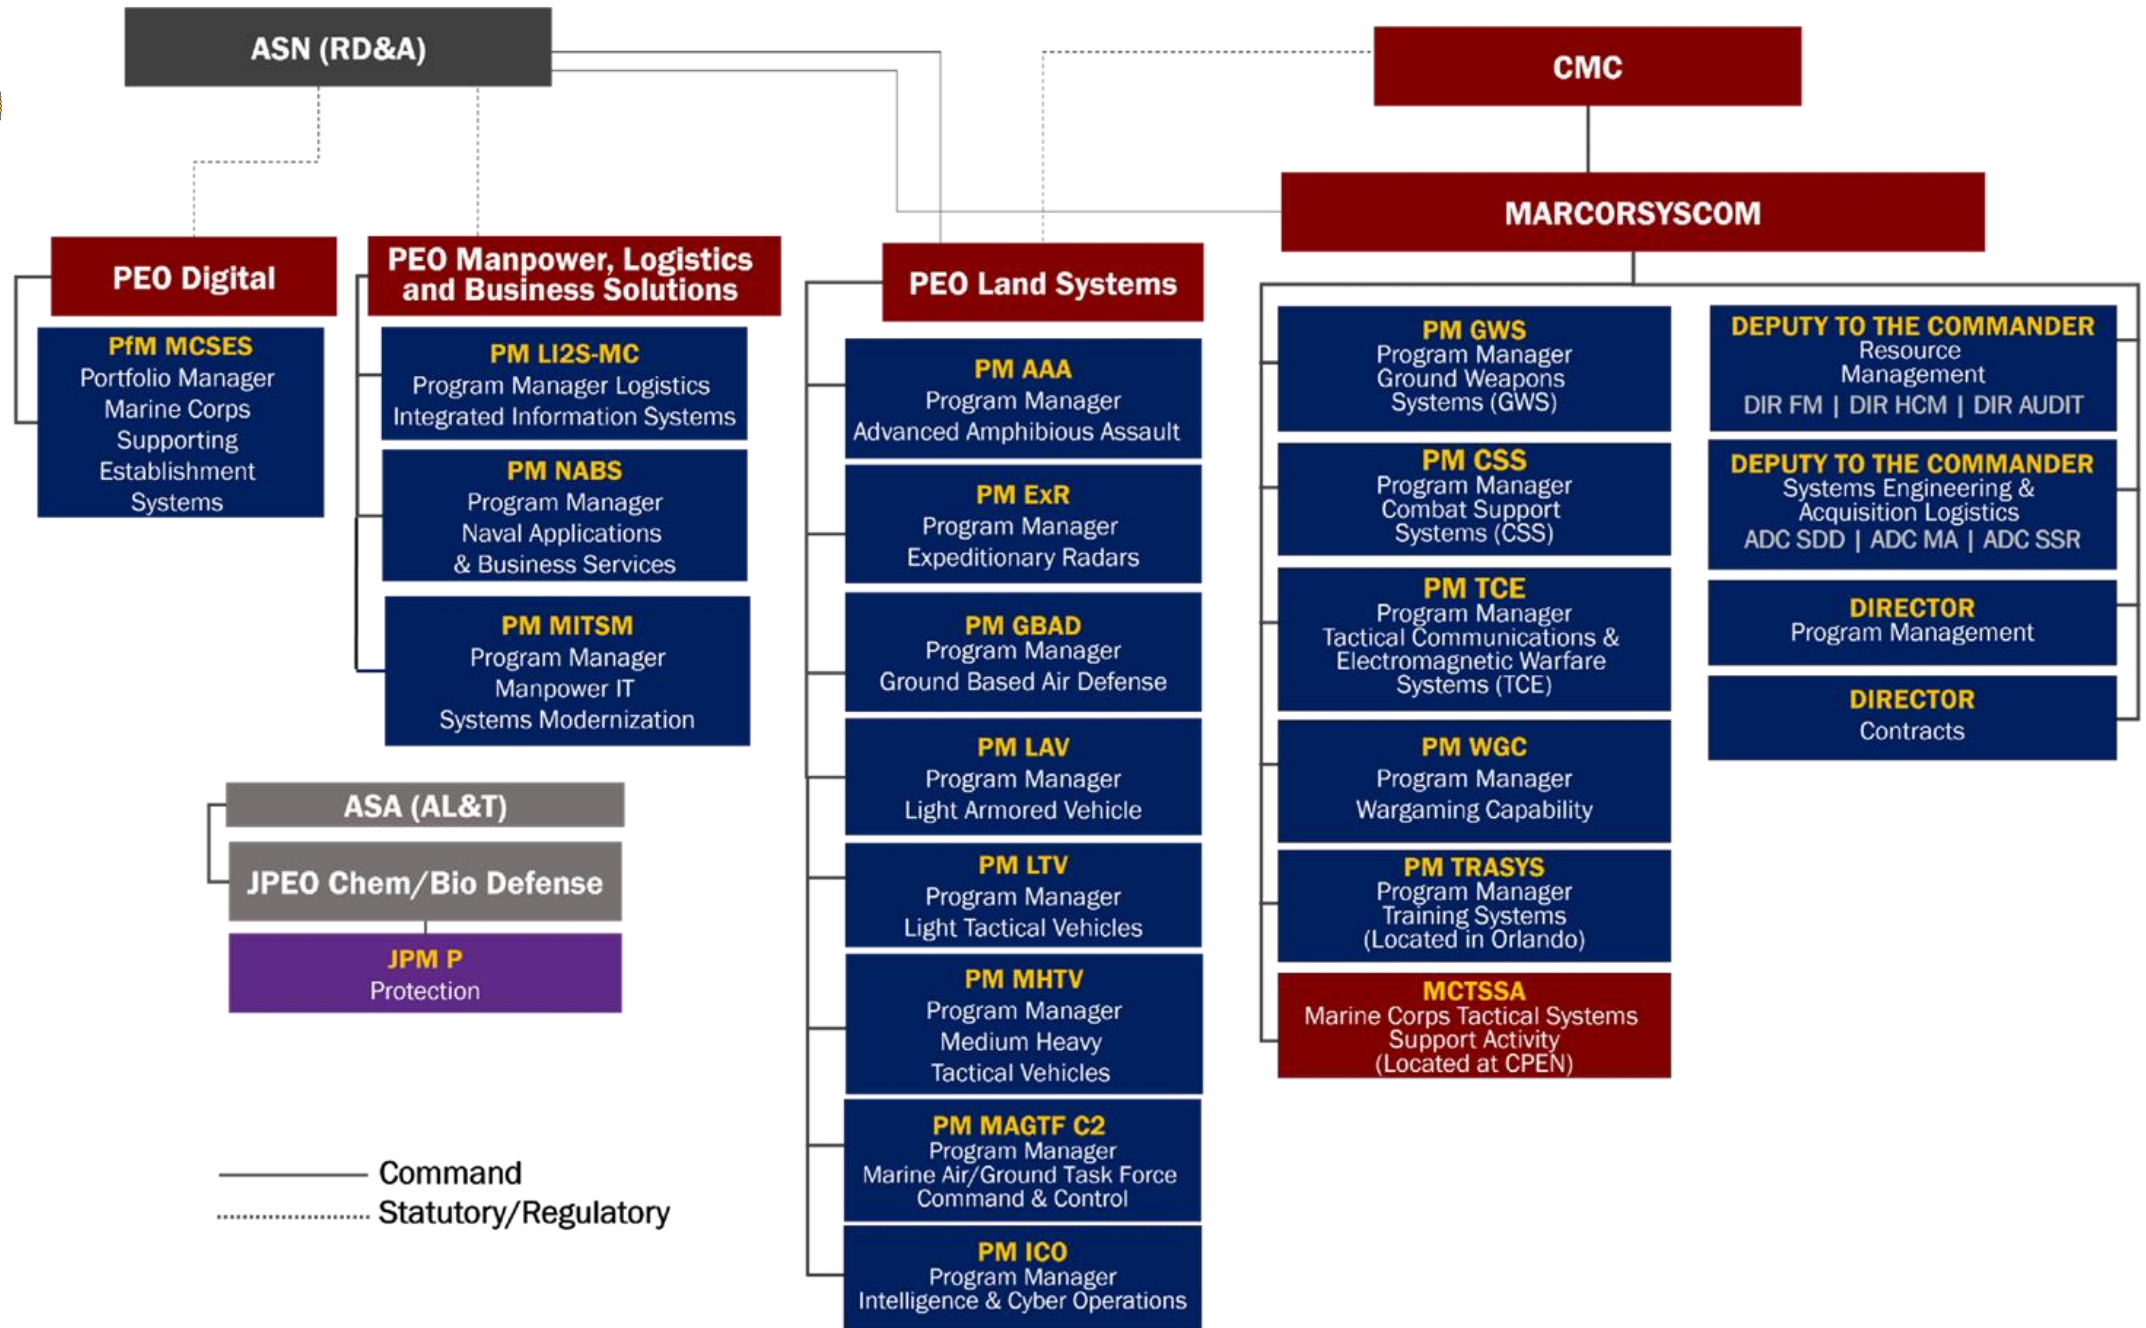 ASN (RD&A)
CMC
MARCORSYSCOM
PEO Digital
PfM MCSES
Portfolio Manager
Marine Corps
Supporting
Establishment
Systems
PEO Manpower, Logistics
and Business Solutions
PM LI2S-MC
Program Manager Logistics
Integrated Information Systems
PM NABS
Program Manager
Naval Applications
& Business Services
PM MITSM
Program Manager
Manpower IT
Systems Modernization
ASA (AL&T)
JPEO Chem/Bio Defense
JPM P
Protection
PEO Land Systems
PM AAA
Program Manager
Advanced Amphibious Assault
PM ExR
Program Manager
Expeditionary Radars
PM GBAD
Program Manager
Ground Based Air Defense
PM LAV
Program Manager
Light Armored Vehicle
PM LTV
Program Manager
Light Tactical Vehicles
PM MHTV
Program Manager
Medium Heavy
Tactical Vehicles
PM MAGTF C2
Program Manager
Marine Air/Ground Task Force
Command & Control
PM ICO
Program Manager
Intelligence & Cyber Operations
PM GWS
Program Manager
Ground Weapons
Systems (GWS)
PM CSS
Program Manager
Combat Support
Systems (CSS)
PM TCE
Program Manager
Tactical Communications &
Electromagnetic Warfare
Systems (TCE)
PM WGC
Program Manager
Wargaming Capability
PM TRASYS
Program Manager
Training Systems
(Located in Orlando)
MCTSSA
Marine Corps Tactical Systems
Support Activity
(Located at CPEN)
DEPUTY TO THE COMMANDER
Resource
Management
DIR FM | DIR HCM | DIR AUDIT
DEPUTY TO THE COMMANDER
Systems Engineering &
Acquisition Logistics
ADC SDD | ADC MA | ADC SSR
DIRECTOR
Program Management
DIRECTOR
Contracts
Command
Statutory/Regulatory